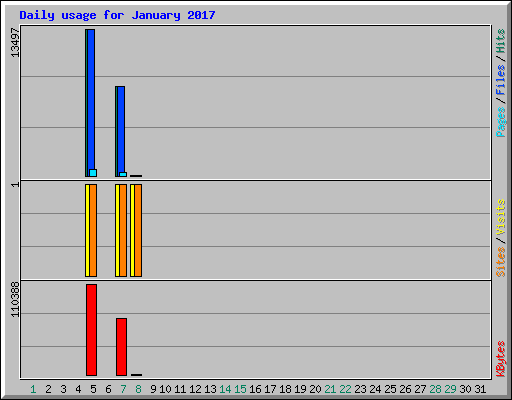 Daily usage for January 2017
13497
1
110388
Pages / Files / Hits
Sites / Visits
KBytes
1 2 3 4 5 6 7 8 9 10 11 12 13 14 15 16 17 18 19 20 21 22 23 24 25 26 27 28 29 30 31